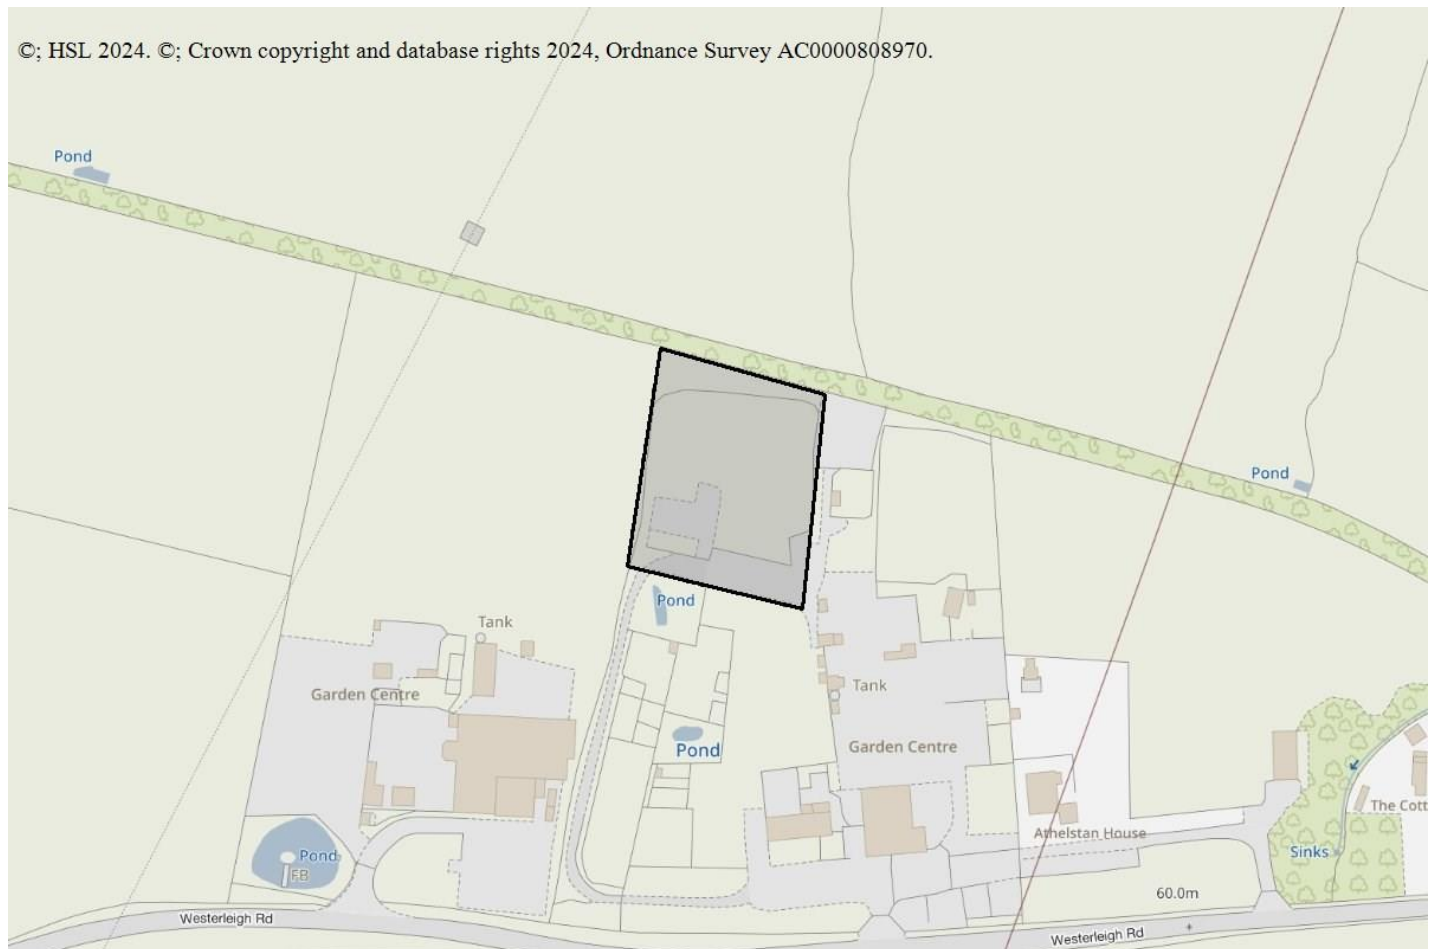 ©; HSL 2024. ©; Crown copyright and database rights 2024, Ordnance Survey AC0000808970.
Pond
Pond
Pond
Tank
Garden Centre
Tank
Pond
Garden Centre
The Cott
Athelstan House
Sinks
Pond
FB
60.0m
Westerleigh Rd
Westerleigh Rd